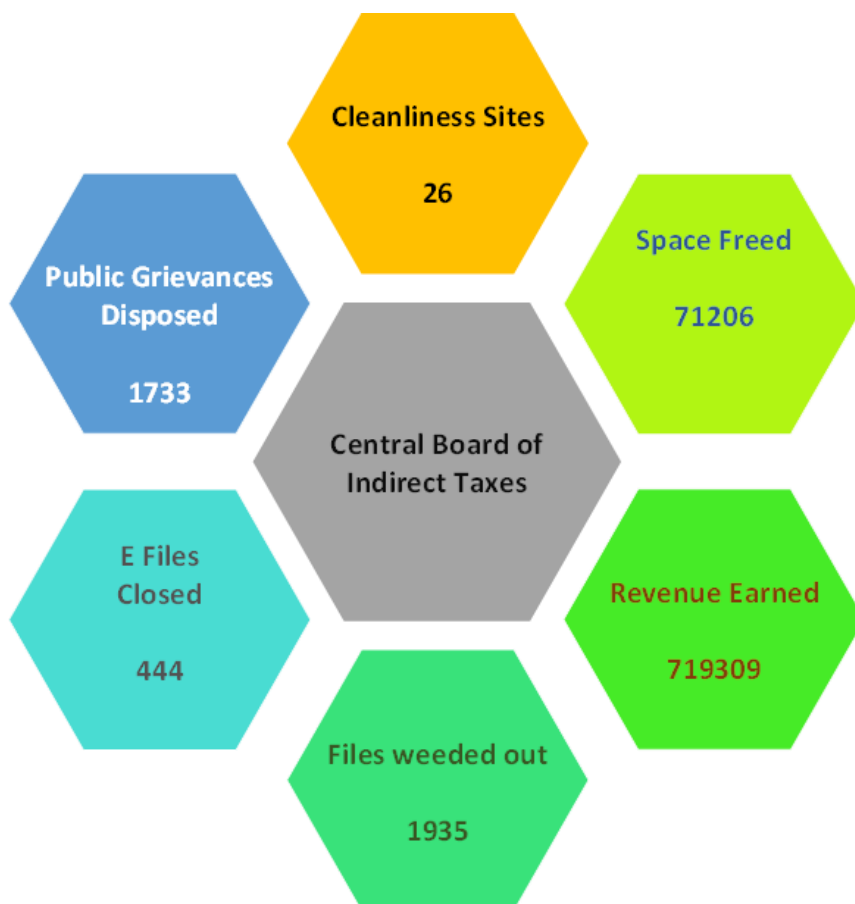 Cleanliness Sites
26
Space Freed
71206
Public Grievances
Disposed
1733
Central Board of
Indirect Taxes
E Files
Closed
444
Revenue Earned
719309
Files weeded out
1935